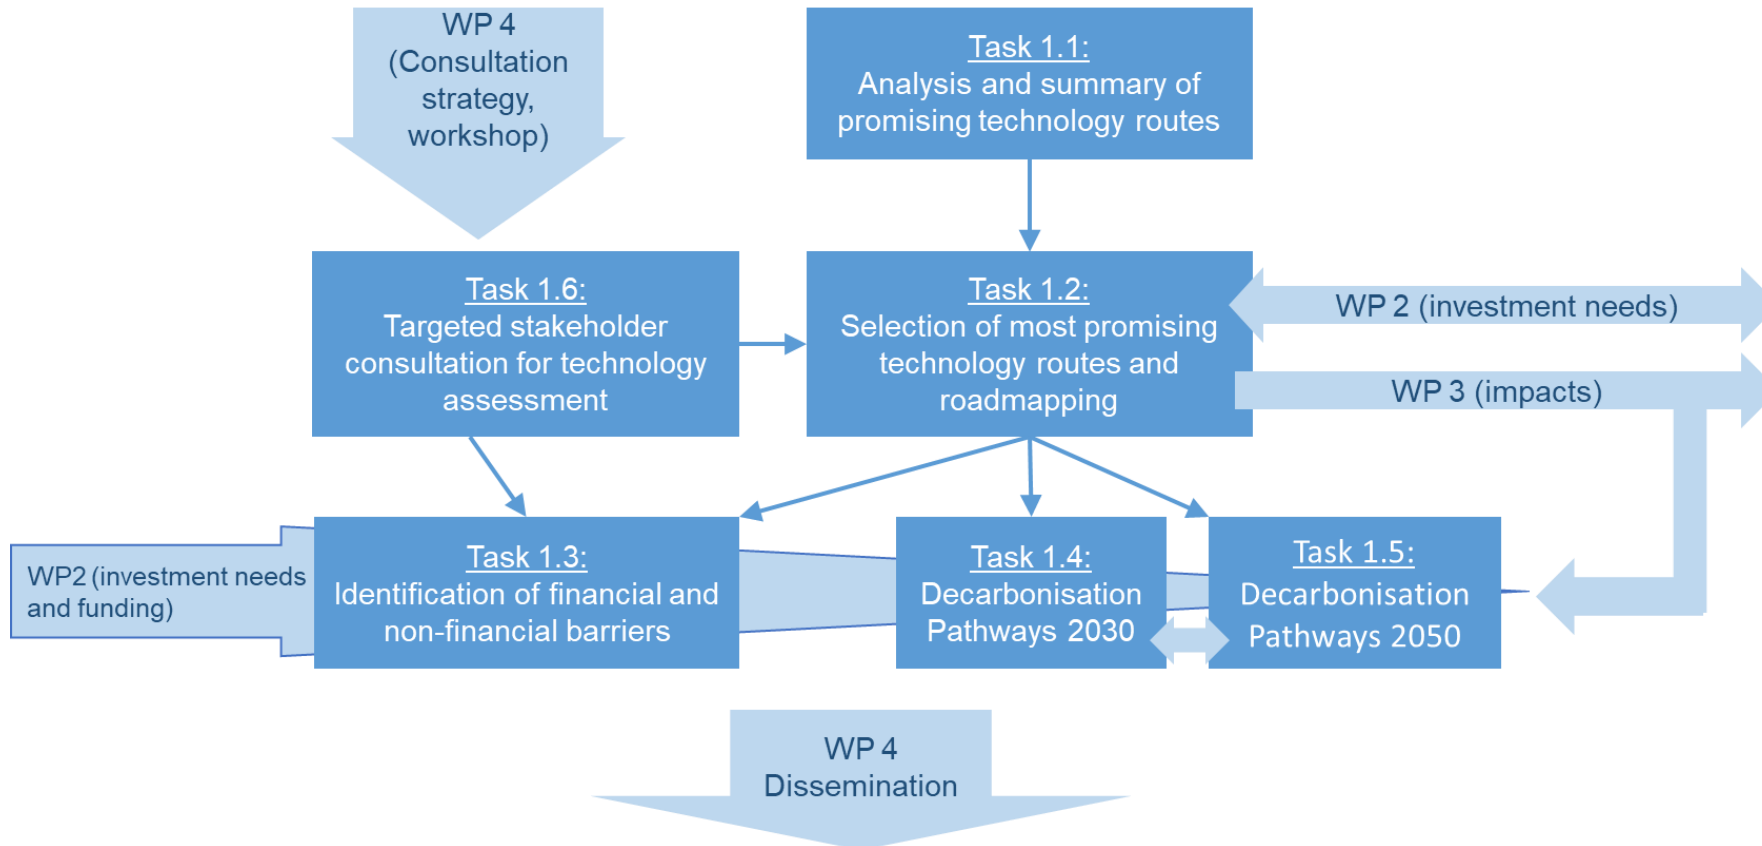 WP 4
(Consultation
strategy,
workshop)
Task 1.1:
Analysis and summary of
promising technology routes
Task 1.6:
Targeted stakeholder
consultation for technology
assessment
Task 1.2:
Selection of most promising
technology routes and
roadmapping
WP 2 (investment needs)
WP 3 (impacts)
WP2 (investment needs
and funding)
Task 1.3:
Identification of financial and
non-financial barriers
Task 1.4:
Decarbonisation
Pathways 2030
Task 1.5:
Decarbonisation
Pathways 2050
WP 4
Dissemination